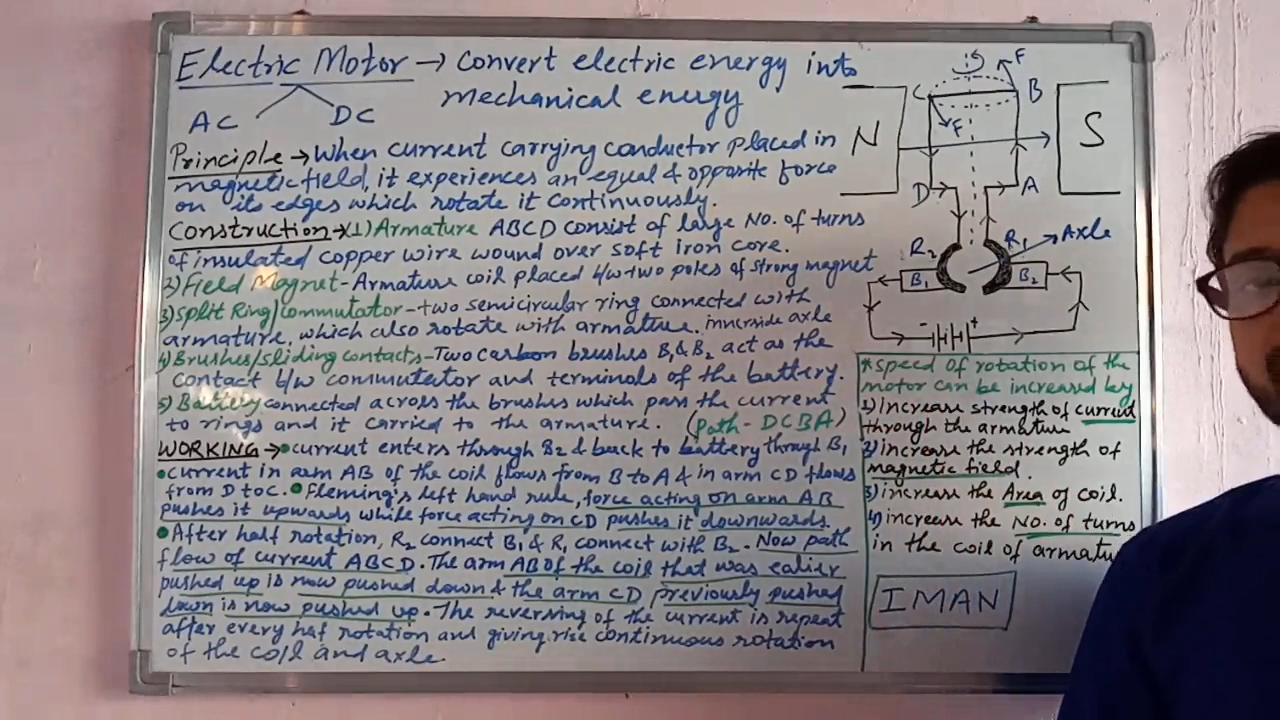 Electric Motor → Convert electric energy into
mechanical energy
AC DC
Principle → When current carrying conductor placed in
magnetic field, it experiences an equal & opposite force
on its edges which rotate it continuously.
Construction → (1) Armature ABCD consist of large No. of turns
of insulated copper wire wound over soft iron core.
2) Field Magnet - Armature coil placed b/w two poles of strong magnet
3) Split Ring/commutator - two semicircular ring connected with
armature, which also rotate with armature. innerside axle
4) Brushes/sliding contacts - Two carbon brushes B1 & B2 act as the
contact b/w commutator and terminals of the battery.
5) Battery connected across the brushes which pass the current
to rings and it carried to the armature. (Path - DCBA)
WORKING → • current enters through B2 & back to battery through B1
• current in arm AB of the coil flows from B to A & in arm CD flows
from D to C. • Fleming's left hand rule, force acting on arm AB
pushes it upwards while force acting on CD pushes it downwards.
• After half rotation, R2 connect B1 & R1 connect with B2. Now path
flow of current ABCD. The arm AB of the coil that was ealier
pushed up is now pushed down & the arm CD previously pushed
down is now pushed up. The reversing of the current is repeat
after every half rotation and giving rise continuous rotation
of the coil and axle.
F
C B
F
N S
D A
R2 R1 Axle
B1 B2
- +
* speed of rotation of the
motor can be increased by
1) increase strength of current
through the armature
2) increase the strength of
magnetic field.
3) increase the Area of coil.
4) increase the No. of turns
in the coil of armatu
IMAN